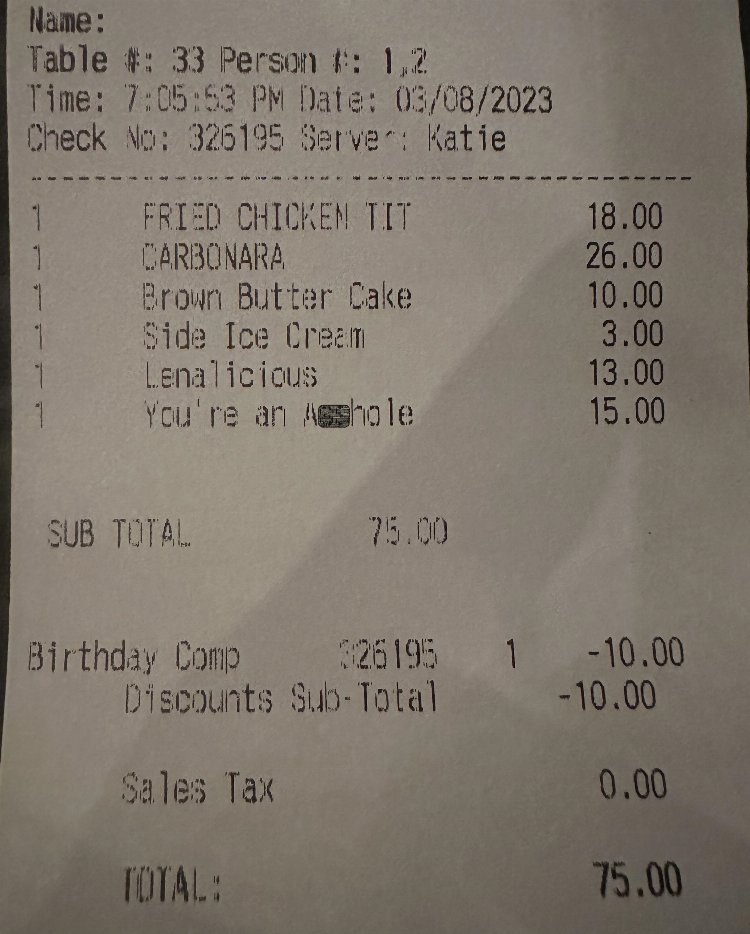 Name:
Table #: 33 Person #: 1,2
Time: 7:05:53 PM Date: 03/08/2023
Check No: 326195 Server: Katie
1 FRIED CHICKEN TIT 18.00
1 CARBONARA 26.00
1 Brown Butter Cake 10.00
1 Side Ice Cream 3.00
1 Lenalicious 13.00
1 You're an A hole 15.00
SUB TOTAL 75.00
Birthday Comp 326195 1 -10.00
Discounts Sub-Total -10.00
Sales Tax 0.00
TOTAL: 75.00